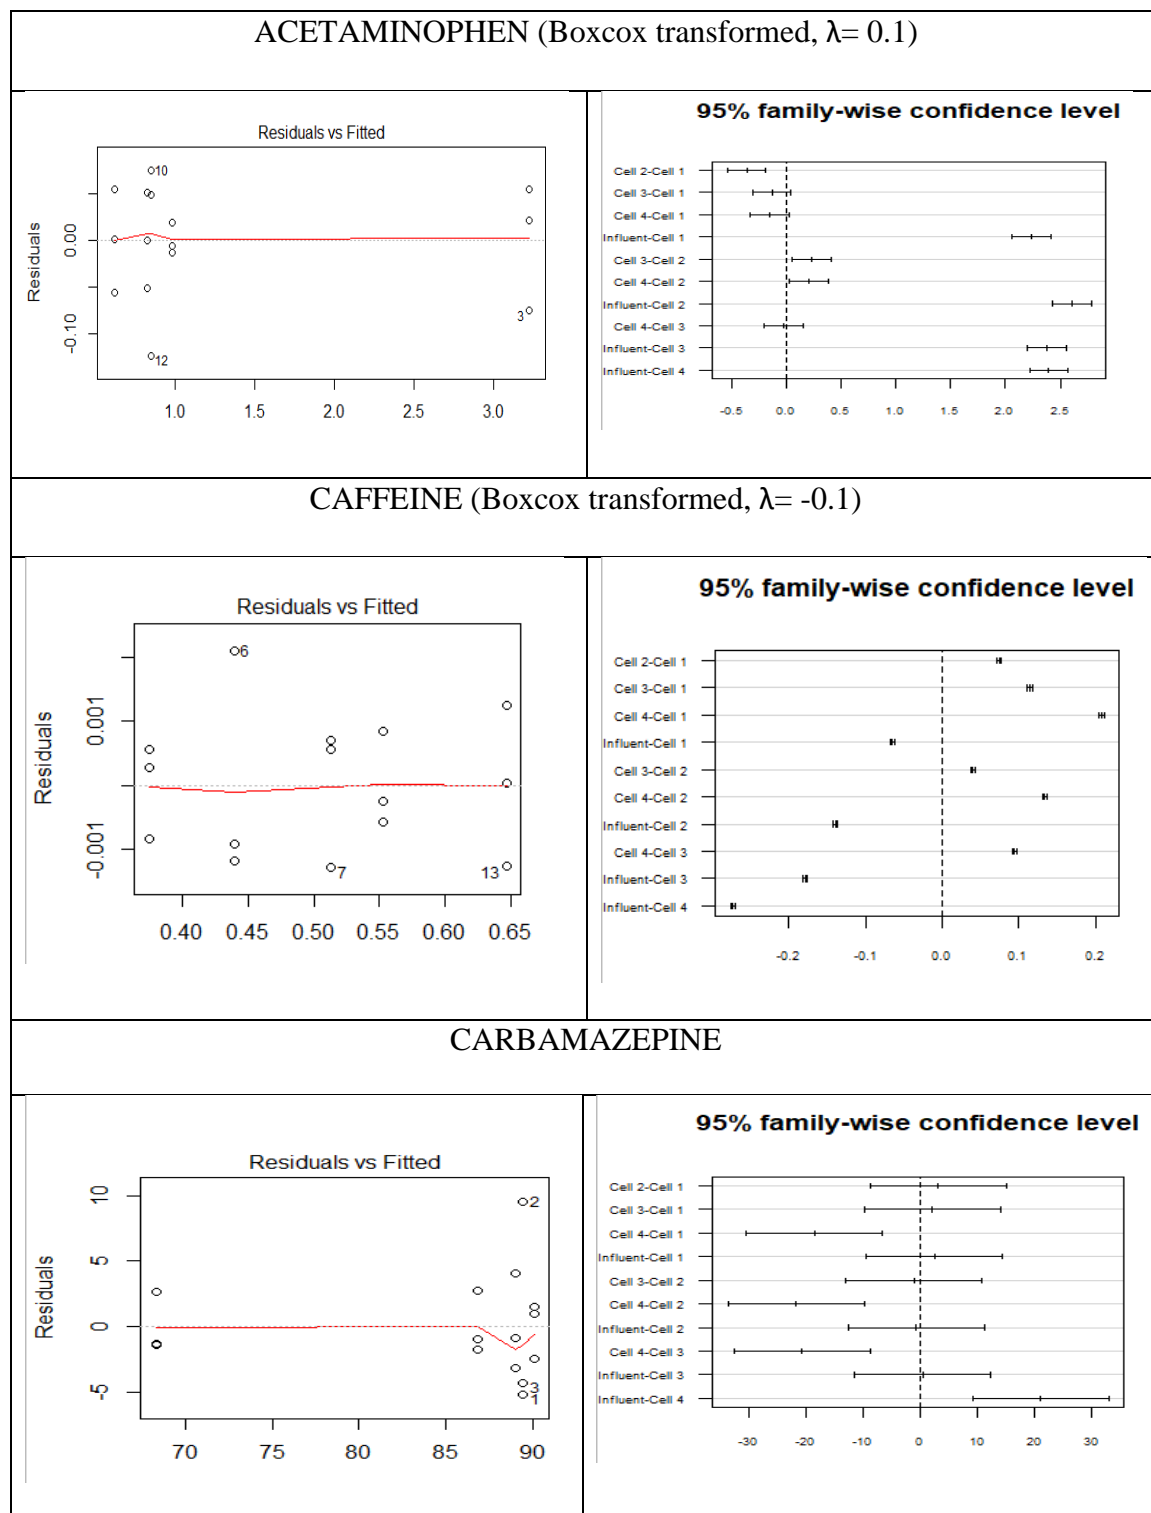 ACETAMINOPHEN (Boxcox transformed, λ= 0.1)
Residuals vs Fitted
Residuals
0.00
-0.10
10
12
3
1.0 1.5 2.0 2.5 3.0
95% family-wise confidence level
Cell 2-Cell 1
Cell 3-Cell 1
Cell 4-Cell 1
Influent-Cell 1
Cell 3-Cell 2
Cell 4-Cell 2
Influent-Cell 2
Cell 4-Cell 3
Influent-Cell 3
Influent-Cell 4
-0.5 0.0 0.5 1.0 1.5 2.0 2.5
CAFFEINE (Boxcox transformed, λ= -0.1)
Residuals vs Fitted
Residuals
0.001
-0.001
6
7
13
0.40 0.45 0.50 0.55 0.60 0.65
95% family-wise confidence level
Cell 2-Cell 1
Cell 3-Cell 1
Cell 4-Cell 1
Influent-Cell 1
Cell 3-Cell 2
Cell 4-Cell 2
Influent-Cell 2
Cell 4-Cell 3
Influent-Cell 3
Influent-Cell 4
-0.2 -0.1 0.0 0.1 0.2
CARBAMAZEPINE
Residuals vs Fitted
Residuals
10
5
0
-5
2
3
1
70 75 80 85 90
95% family-wise confidence level
Cell 2-Cell 1
Cell 3-Cell 1
Cell 4-Cell 1
Influent-Cell 1
Cell 3-Cell 2
Cell 4-Cell 2
Influent-Cell 2
Cell 4-Cell 3
Influent-Cell 3
Influent-Cell 4
-30 -20 -10 0 10 20 30